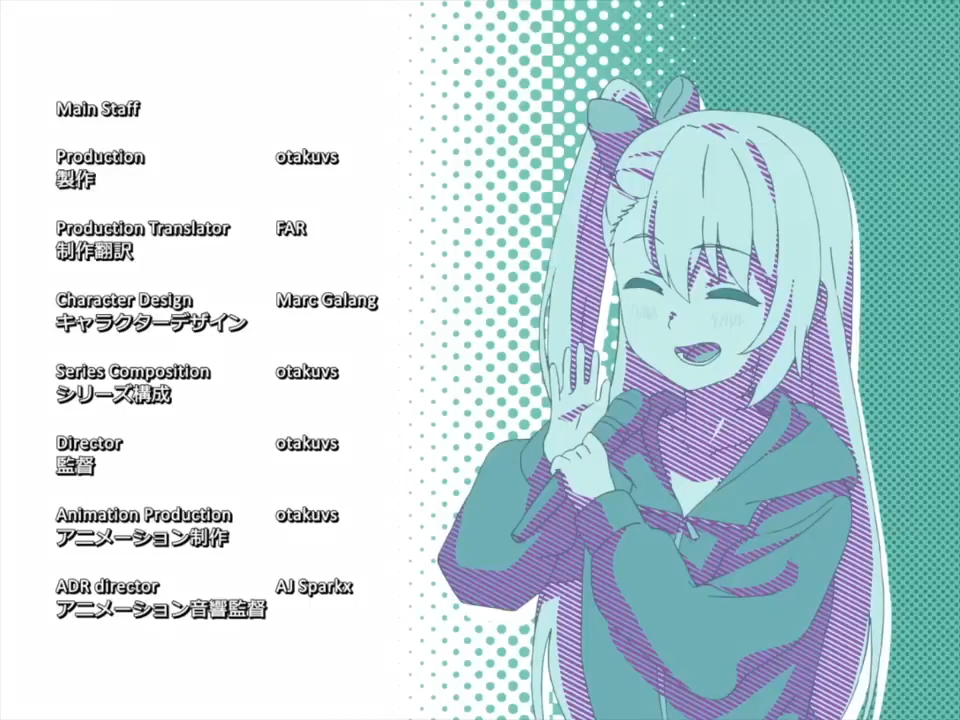 Main Staff
Production otakuvs
製作
Production Translator FAR
制作翻訳
Character Design Marc Galang
キャラクターデザイン
Series Composition otakuvs
シリーズ構成
Director otakuvs
監督
Animation Production otakuvs
アニメーション制作
ADR director AJ Sparkx
アニメーション音響監督